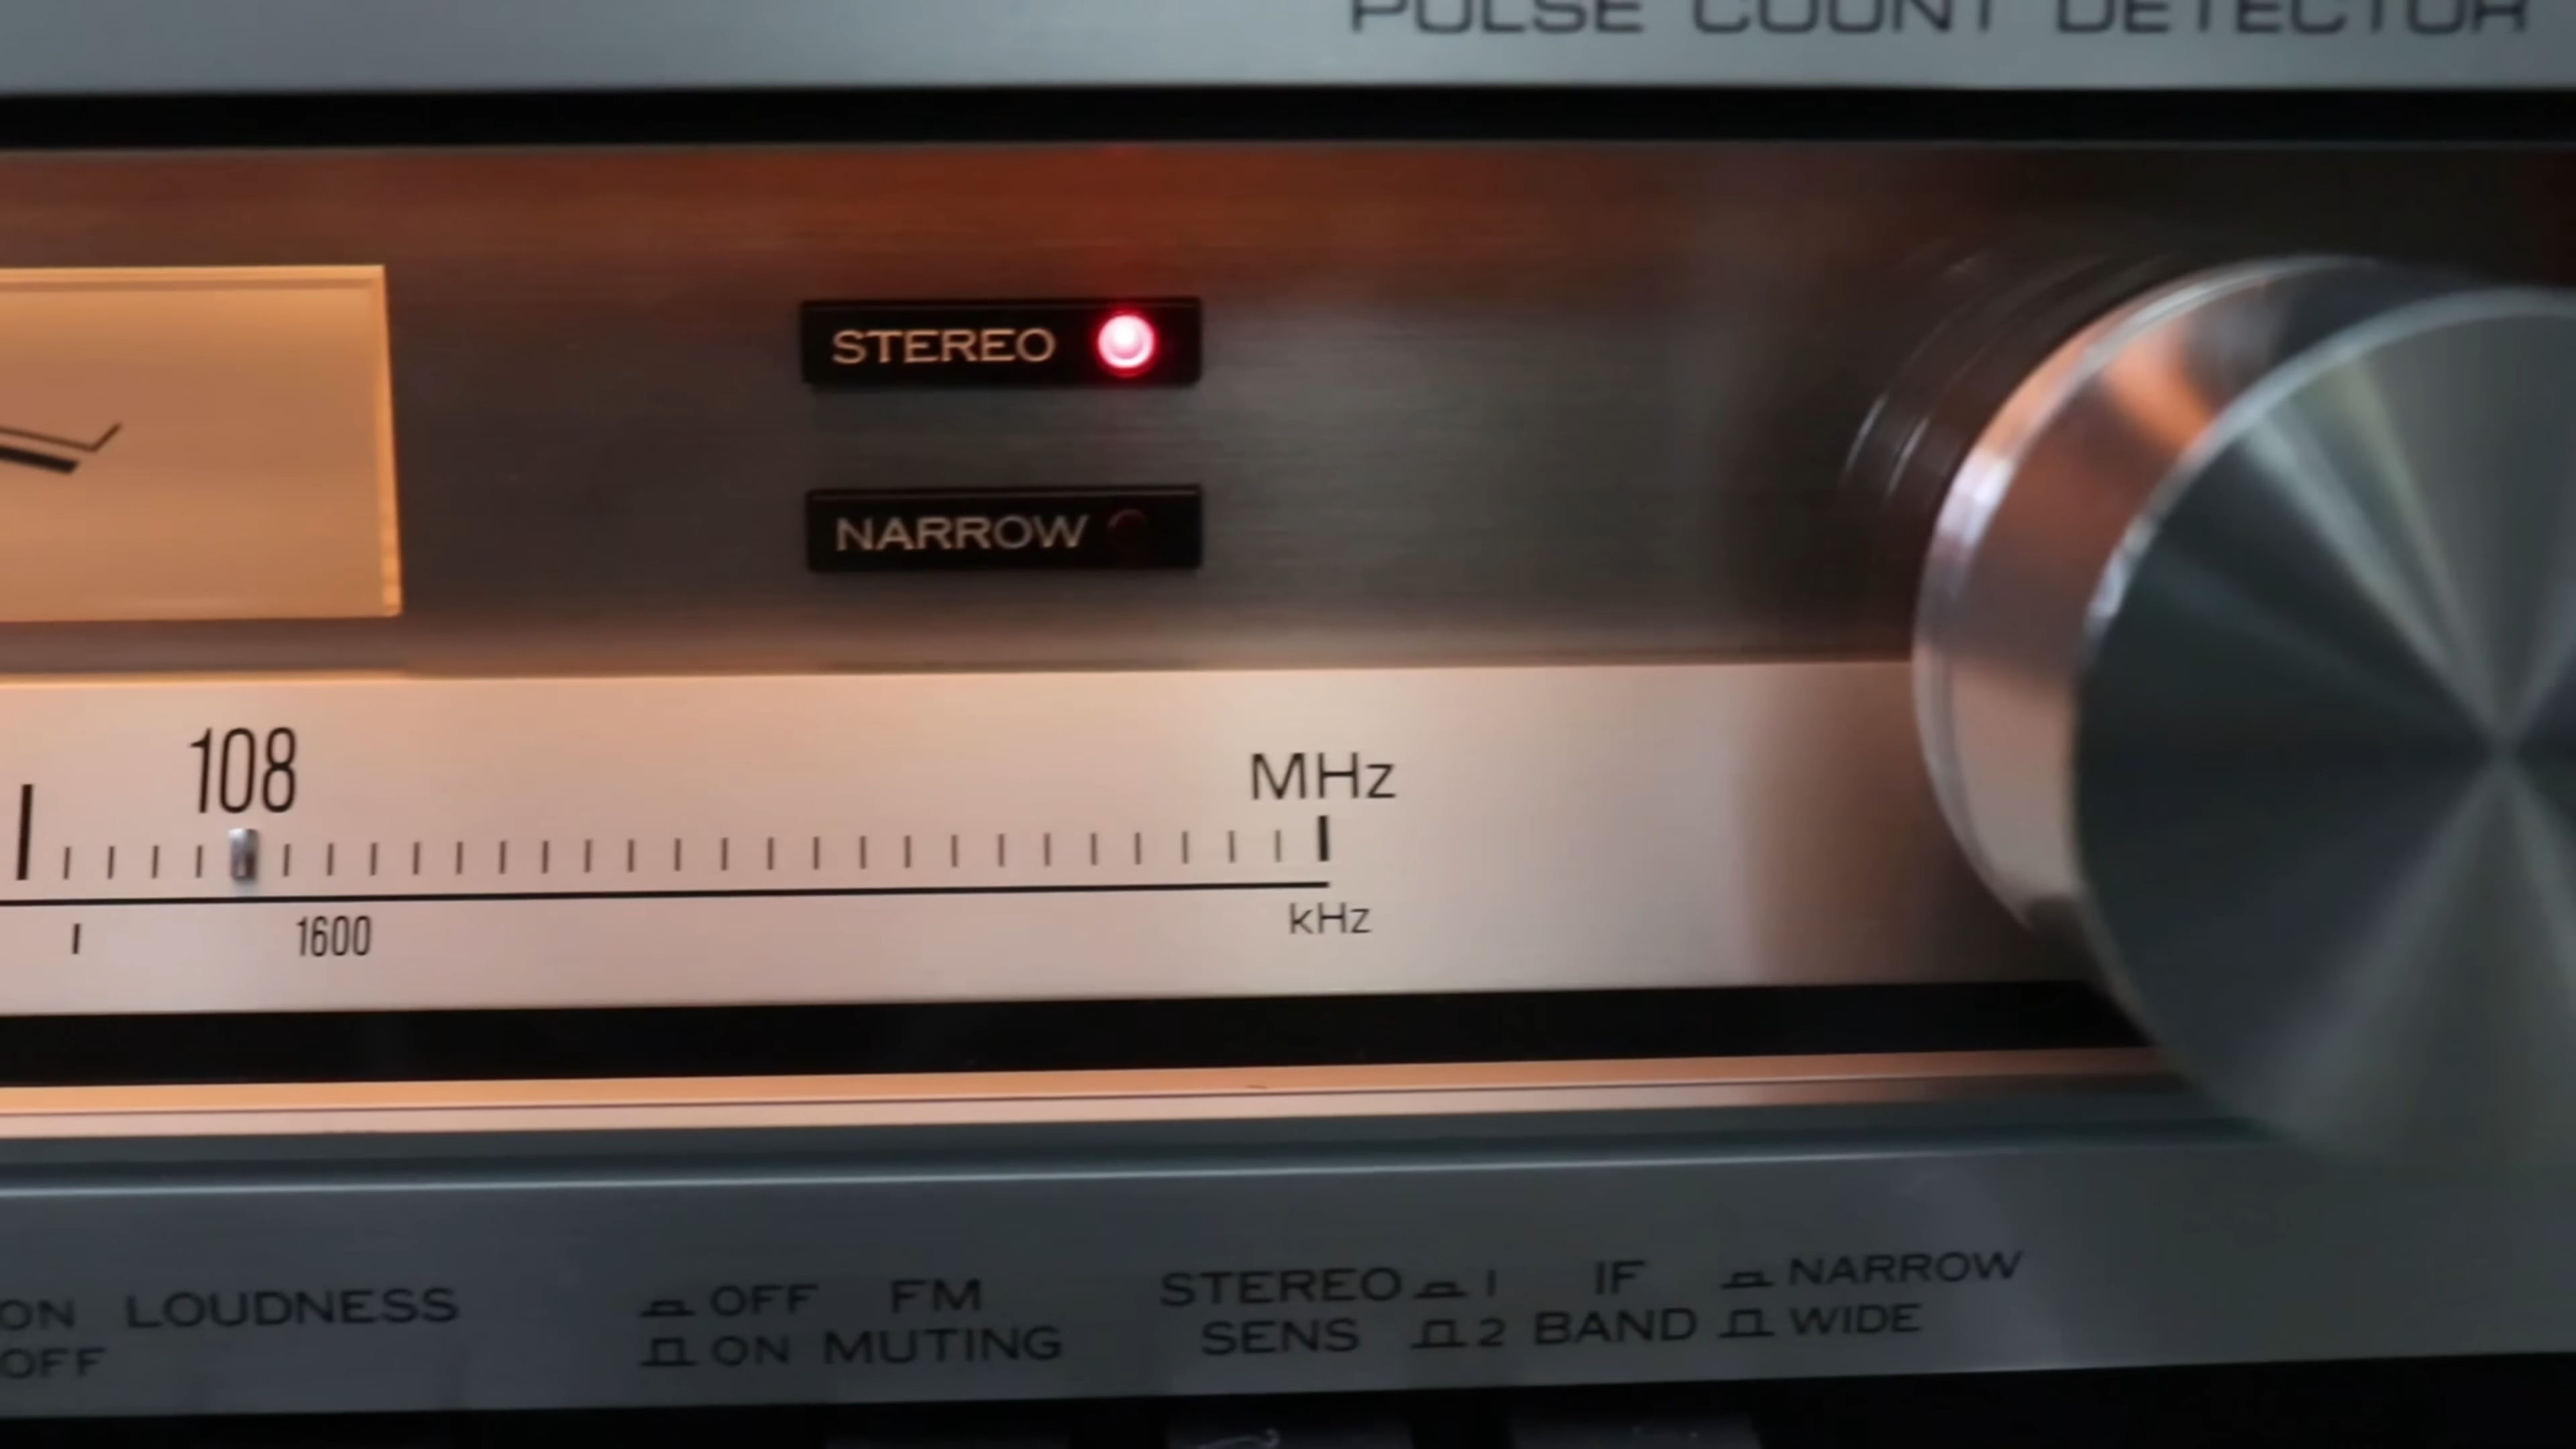 PULSE COUNT DETECTOR
STEREO
NARROW
108 MHz
1600 kHz
ON LOUDNESS
OFF
OFF FM
ON MUTING
STEREO 1
SENS 2
IF NARROW
BAND WIDE